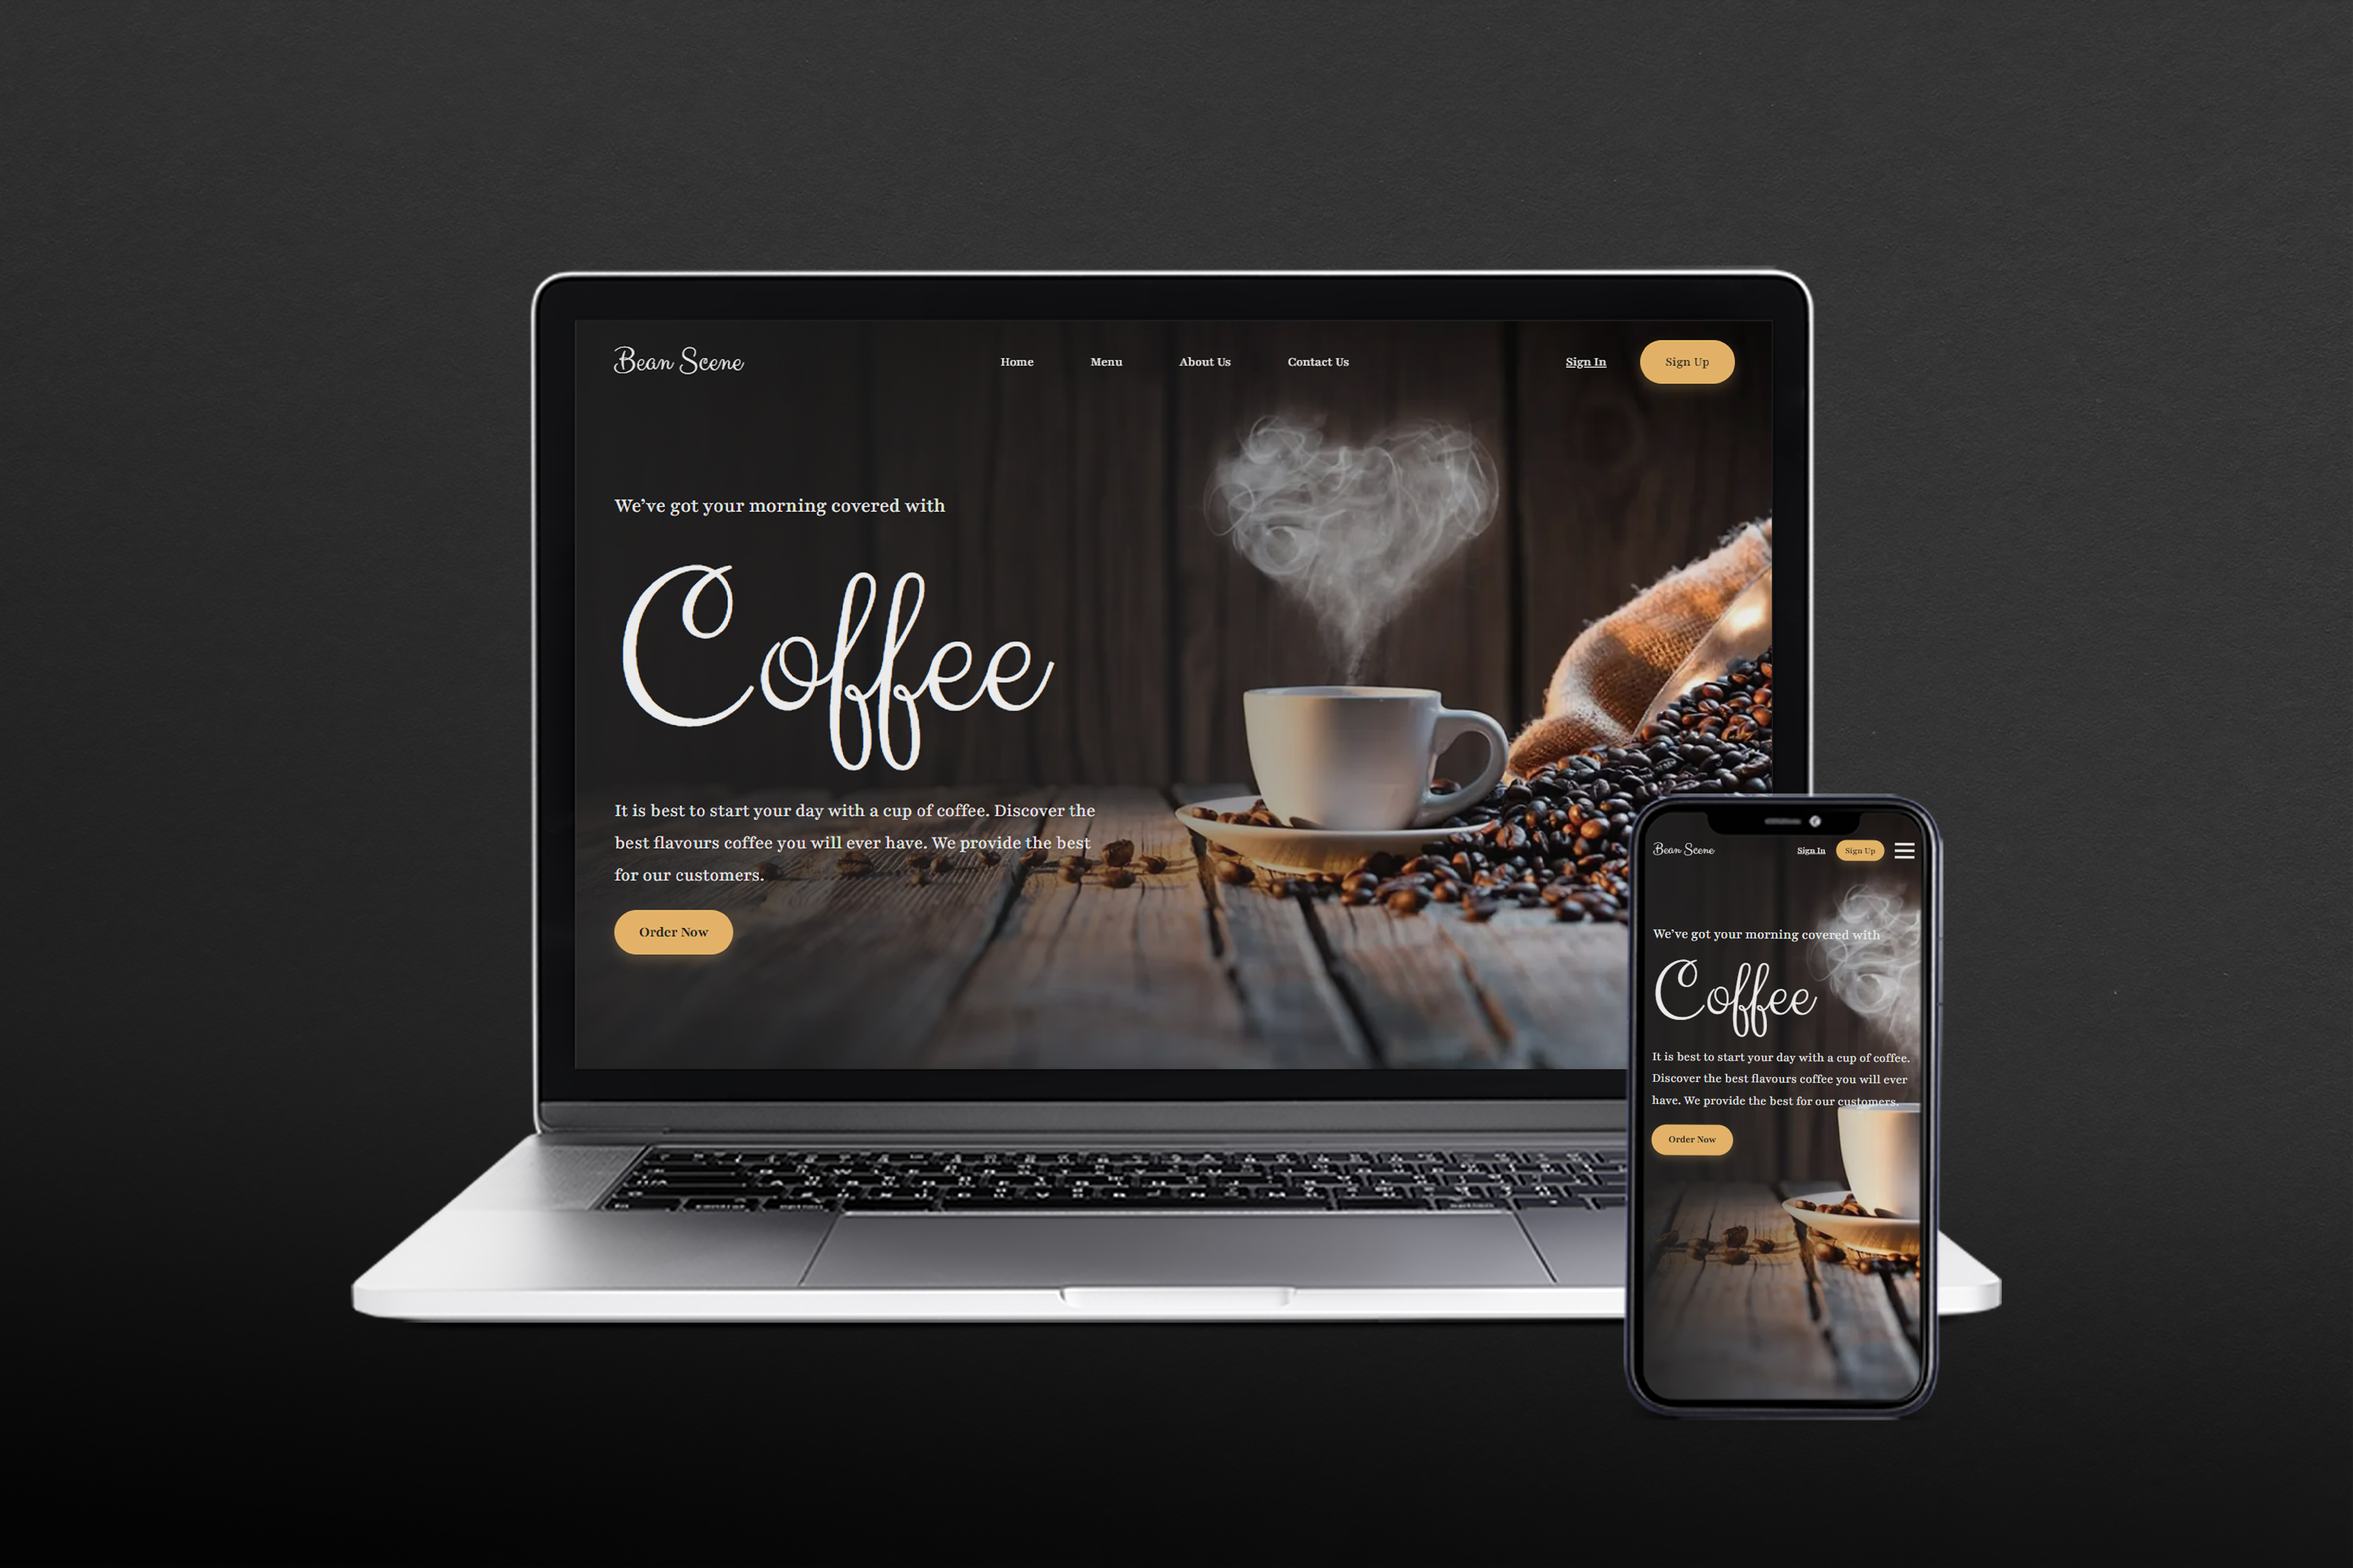 Bean Scene
Home Menu About Us Contact Us
Sign In Sign Up
We've got your morning covered with
Coffee
It is best to start your day with a cup of coffee. Discover the
best flavours coffee you will ever have. We provide the best
for our customers.
Order Now
Bean Scene
Sign In Sign Up
We've got your morning covered with
Coffee
It is best to start your day with a cup of coffee.
Discover the best flavours coffee you will ever
have. We provide the best for our customers.
Order Now